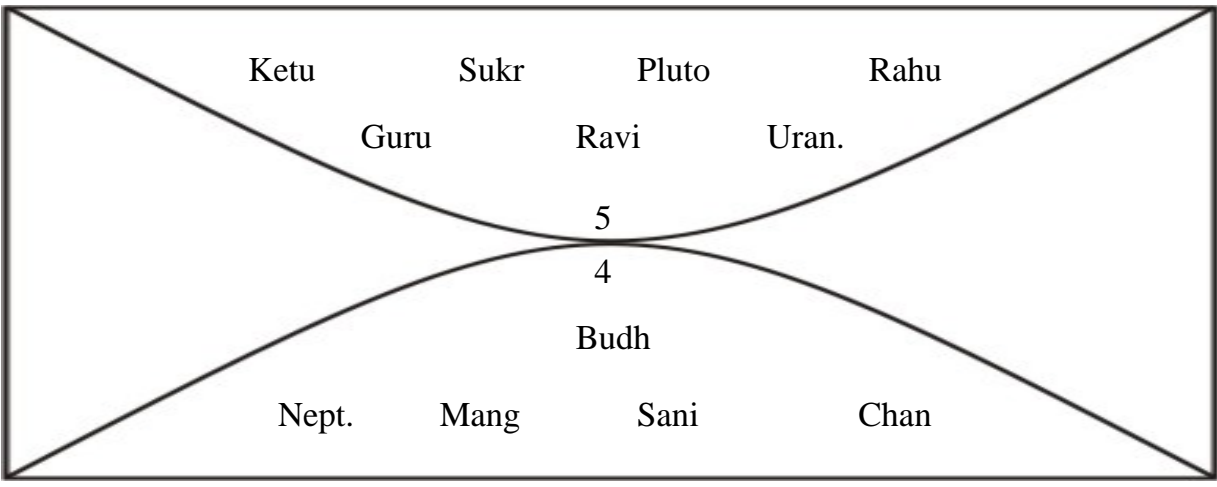 Ketu Sukr Pluto Rahu
Guru Ravi Uran.
5
4
Budh
Nept. Mang Sani Chan